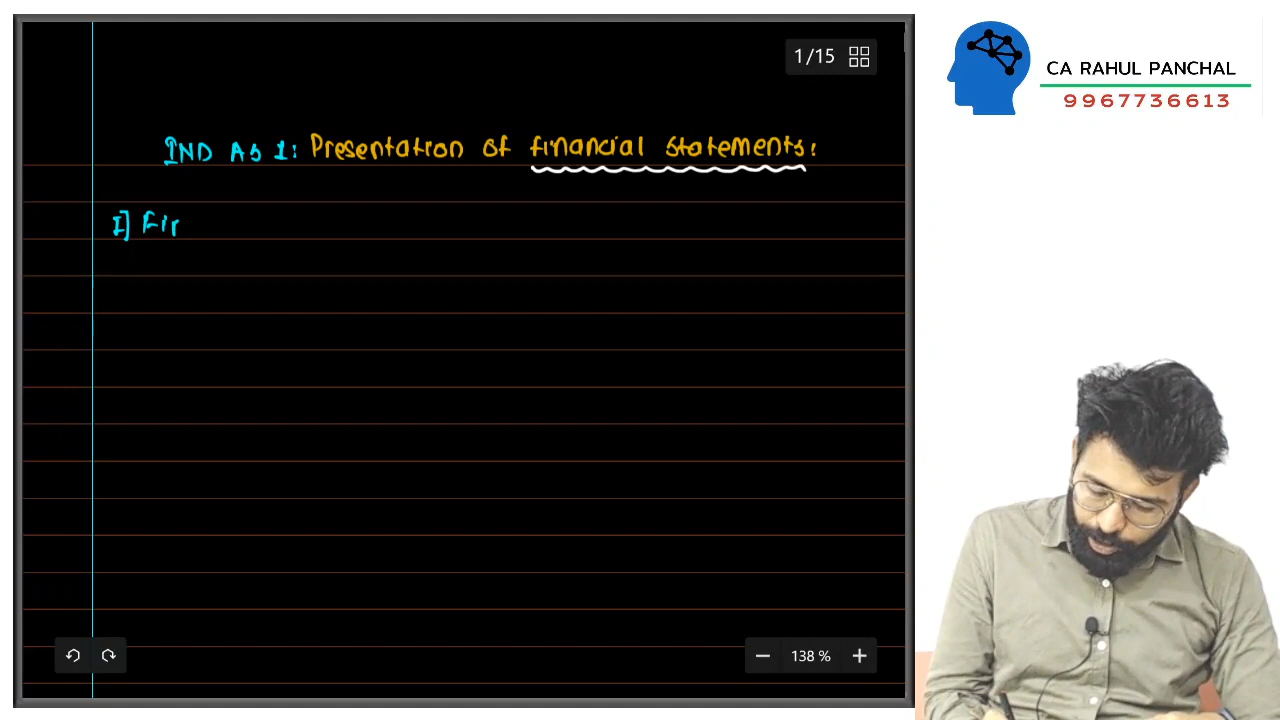 1/15
CA RAHUL PANCHAL
9967736613
IND AS 1: Presentation of financial statements:
I] Fir
138 %